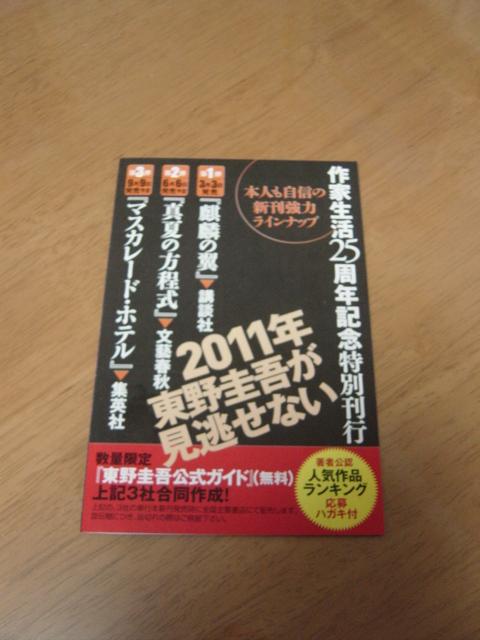 作家生活25周年記念特別刊行
本人も自信の
新刊強力
ラインナップ
第1弾
3月3日
発売
『麒麟の翼』▼講談社
第2弾
6月6日
発売予定
『真夏の方程式』▼文藝春秋
第3弾
9月9日
発売予定
『マスカレード・ホテル』▼集英社
2011年
東野圭吾が
見逃せない
数量限定
『東野圭吾公式ガイド』(無料)
上記3社合同作成!
著者公認
人気作品
ランキング
応募
ハガキ付